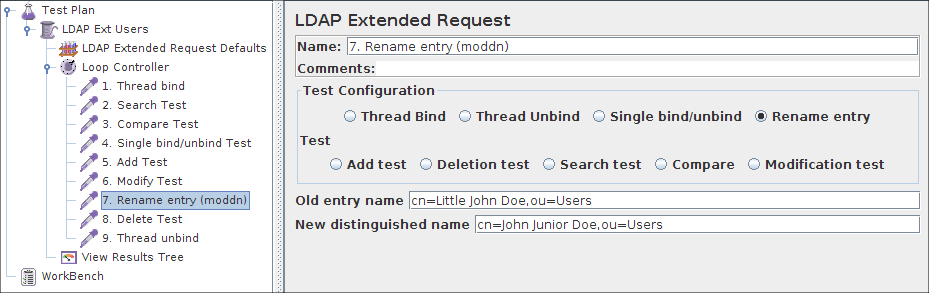 Test Plan
LDAP Ext Users
LDAP Extended Request Defaults
Loop Controller
1. Thread bind
2. Search Test
3. Compare Test
4. Single bind/unbind Test
5. Add Test
6. Modify Test
7. Rename entry (moddn)
8. Delete Test
9. Thread unbind
View Results Tree
WorkBench
LDAP Extended Request
Name: 7. Rename entry (moddn)
Comments:
Test Configuration
Thread Bind Thread Unbind Single bind/unbind Rename entry
Test
Add test Deletion test Search test Compare Modification test
Old entry name cn=Little John Doe,ou=Users
New distinguished name cn=John Junior Doe,ou=Users